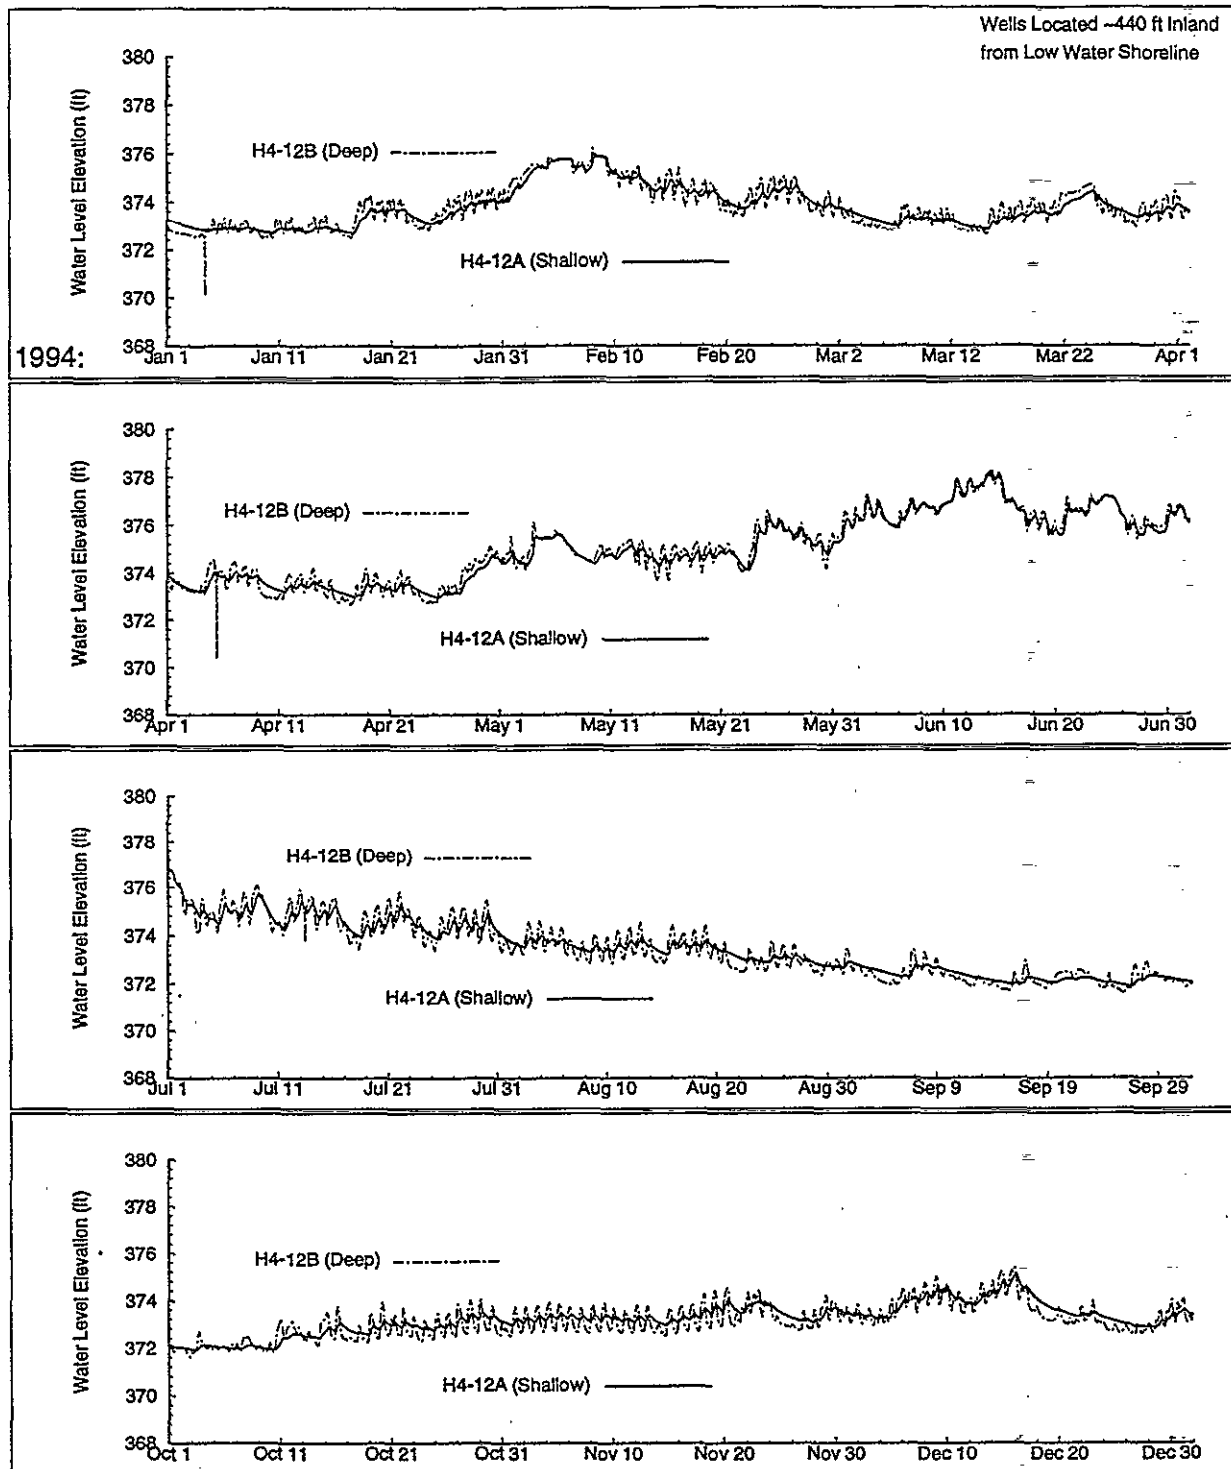 Wells Located ~440 ft Inland
from Low Water Shoreline
Water Level Elevation (ft)
380
378
376
374
372
370
368
H4-12B (Deep)
H4-12A (Shallow)
1994:
Jan 1 Jan 11 Jan 21 Jan 31 Feb 10 Feb 20 Mar 2 Mar 12 Mar 22 Apr 1
Water Level Elevation (ft)
380
378
376
374
372
370
368
H4-12B (Deep)
H4-12A (Shallow)
Apr 1 Apr 11 Apr 21 May 1 May 11 May 21 May 31 Jun 10 Jun 20 Jun 30
Water Level Elevation (ft)
380
378
376
374
372
370
368
H4-12B (Deep)
H4-12A (Shallow)
Jul 1 Jul 11 Jul 21 Jul 31 Aug 10 Aug 20 Aug 30 Sep 9 Sep 19 Sep 29
Water Level Elevation (ft)
380
378
376
374
372
370
368
H4-12B (Deep)
H4-12A (Shallow)
Oct 1 Oct 11 Oct 21 Oct 31 Nov 10 Nov 20 Nov 30 Dec 10 Dec 20 Dec 30